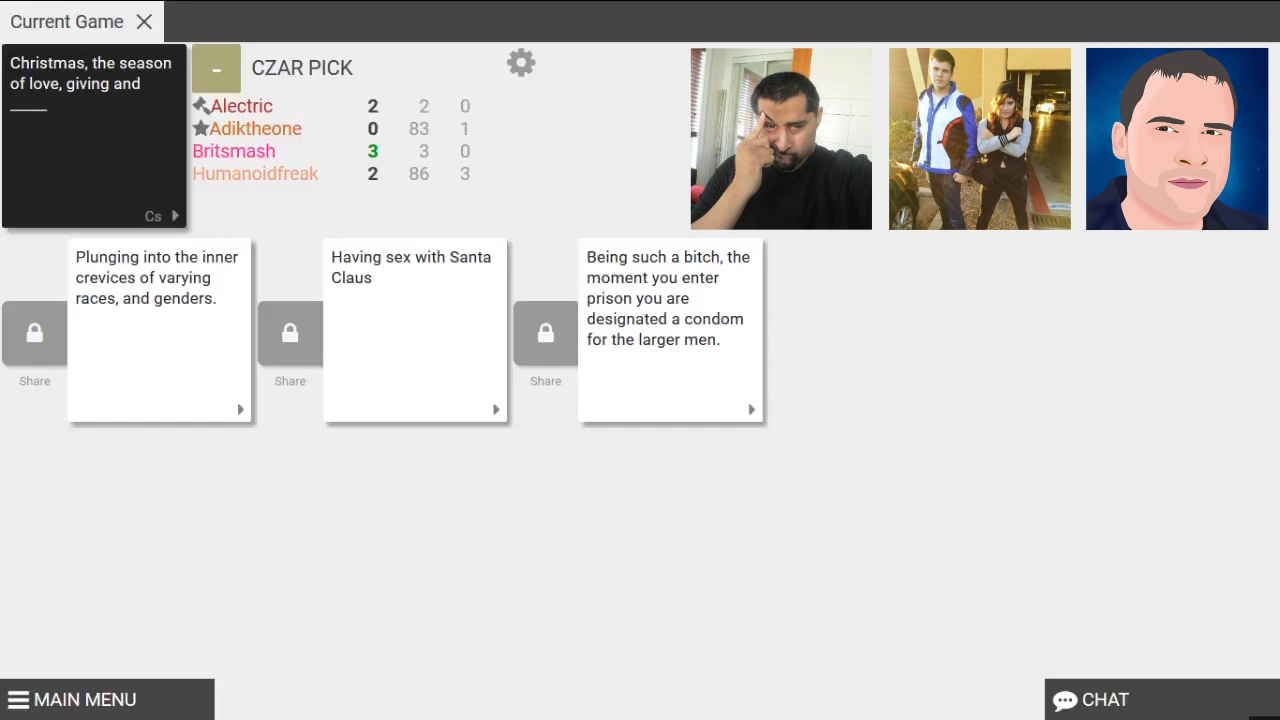 Current Game
Christmas, the season
of love, giving and
_____
Cs
-
CZAR PICK
Alectric 2 2 0
Adiktheone 0 83 1
Britsmash 3 3 0
Humanoidfreak 2 86 3
Share
Plunging into the inner
crevices of varying
races, and genders.
Share
Having sex with Santa
Claus
Share
Being such a bitch, the
moment you enter
prison you are
designated a condom
for the larger men.
MAIN MENU
CHAT